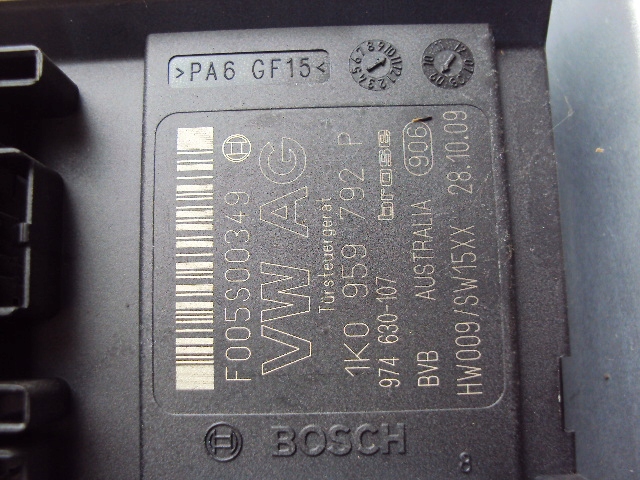 >PA6 GF15<
F005S00349
VW AG
Türsteuergerät
1K0 959 792 P
974 630-107 brose
BVB AUSTRALIA 906
HW009/SW15XX 28.10.09
BOSCH
8